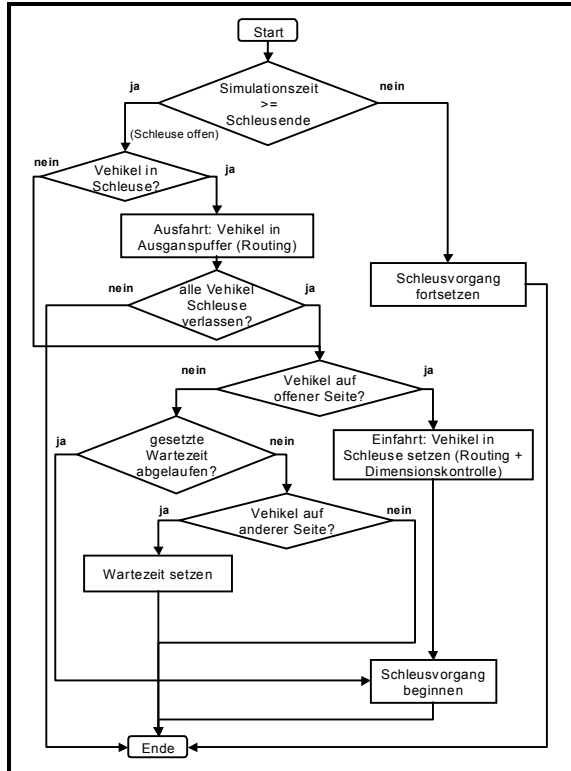 Start
ja
nein
Simulationszeit
>=
Schleusende
(Schleuse offen)
nein
Vehikel in
Schleuse?
ja
Ausfahrt: Vehikel in
Ausganspuffer (Routing)
Schleusvorgang
fortsetzen
nein
alle Vehikel
Schleuse
verlassen?
ja
nein
Vehikel auf
offener Seite?
ja
ja
gesetzte
Wartezeit
abgelaufen?
nein
Einfahrt: Vehikel in
Schleuse setzen (Routing +
Dimensionskontrolle)
ja
Vehikel auf
anderer Seite?
nein
Wartezeit setzen
Schleusvorgang
beginnen
Ende